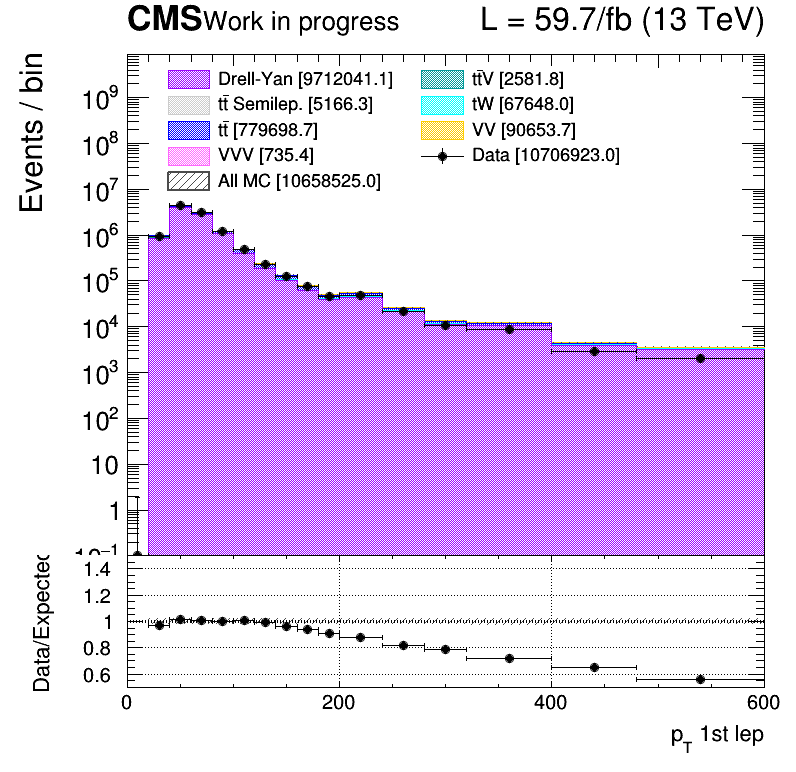 CMS Work in progress L = 59.7/fb (13 TeV)
Events / bin
Drell-Yan [9712041.1]
tt̄V [2581.8]
tt̄ Semilep. [5166.3]
tW [67648.0]
tt̄ [779698.7]
VV [90653.7]
VVV [735.4]
Data [10706923.0]
All MC [10658525.0]
10⁹
10⁸
10⁷
10⁶
10⁵
10⁴
10³
10²
10
1
10⁻¹
Data/Expected
1.4
1.2
1
0.8
0.6
0 200 400 600
p_T 1st lep